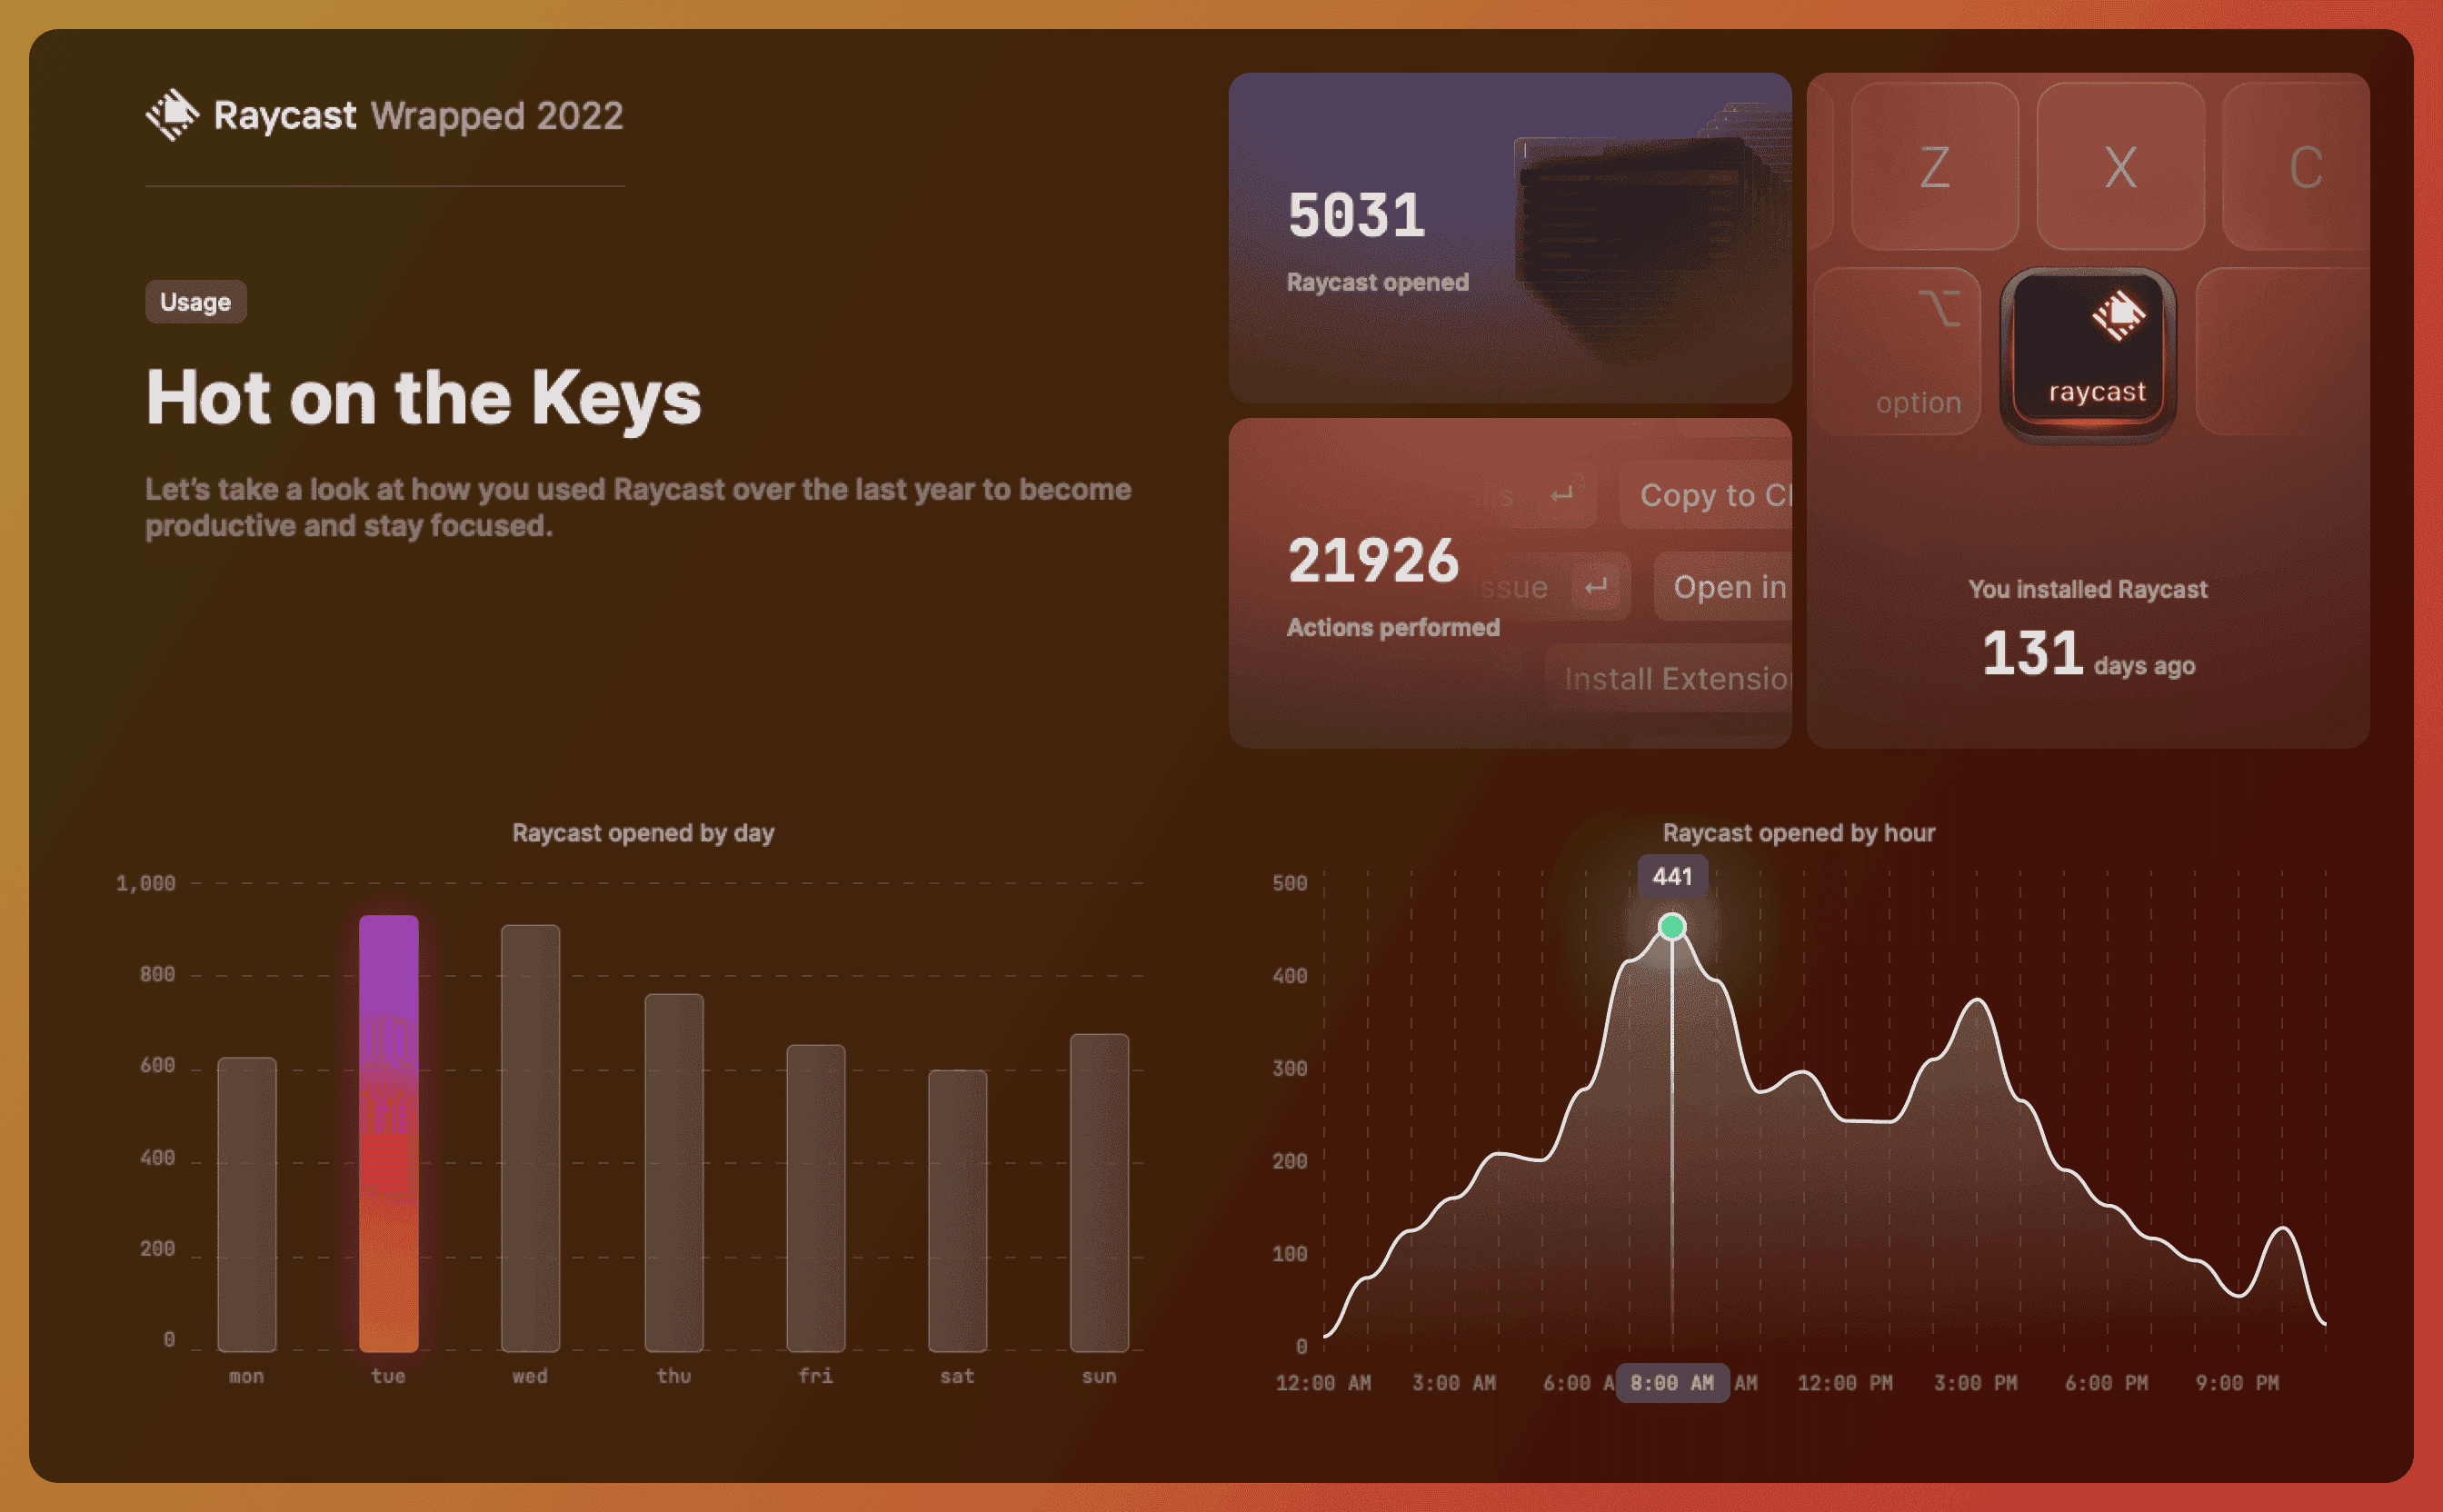 Raycast Wrapped 2022
Usage
Hot on the Keys
Let's take a look at how you used Raycast over the last year to become
productive and stay focused.
5031
Raycast opened
21926
Actions performed
Copy to Cl
ssue
Open in
Install Extensio
Z
X
C
option
raycast
You installed Raycast
131 days ago
Raycast opened by day
1,000
800
600
400
200
0
mon
tue
wed
thu
fri
sat
sun
Raycast opened by hour
441
500
400
300
200
100
0
12:00 AM
3:00 AM
6:00 A
8:00 AM
AM
12:00 PM
3:00 PM
6:00 PM
9:00 PM